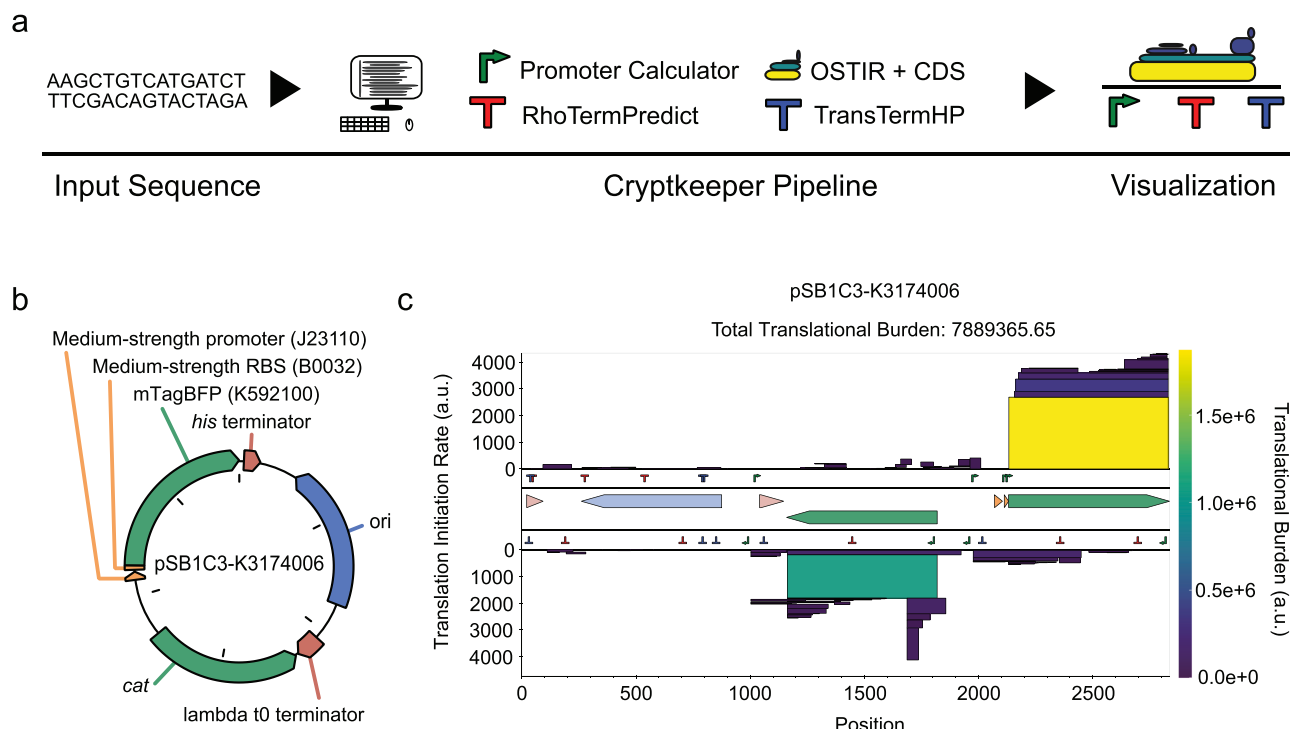 a
AAGCTGTCATGATCT
TTCGACAGTACTAGA
Promoter Calculator
OSTIR + CDS
RhoTermPredict
TransTermHP
Input Sequence
Cryptkeeper Pipeline
Visualization
b
Medium-strength promoter (J23110)
Medium-strength RBS (B0032)
mTagBFP (K592100)
his terminator
ori
pSB1C3-K3174006
cat
lambda t0 terminator
c
pSB1C3-K3174006
Total Translational Burden: 7889365.65
Translation Initiation Rate (a.u.)
4000
3000
2000
1000
0
0
1000
2000
3000
4000
0
500
1000
1500
2000
2500
Position
1.5e+6
1.0e+6
0.5e+6
0.0e+0
Translational Burden (a.u.)